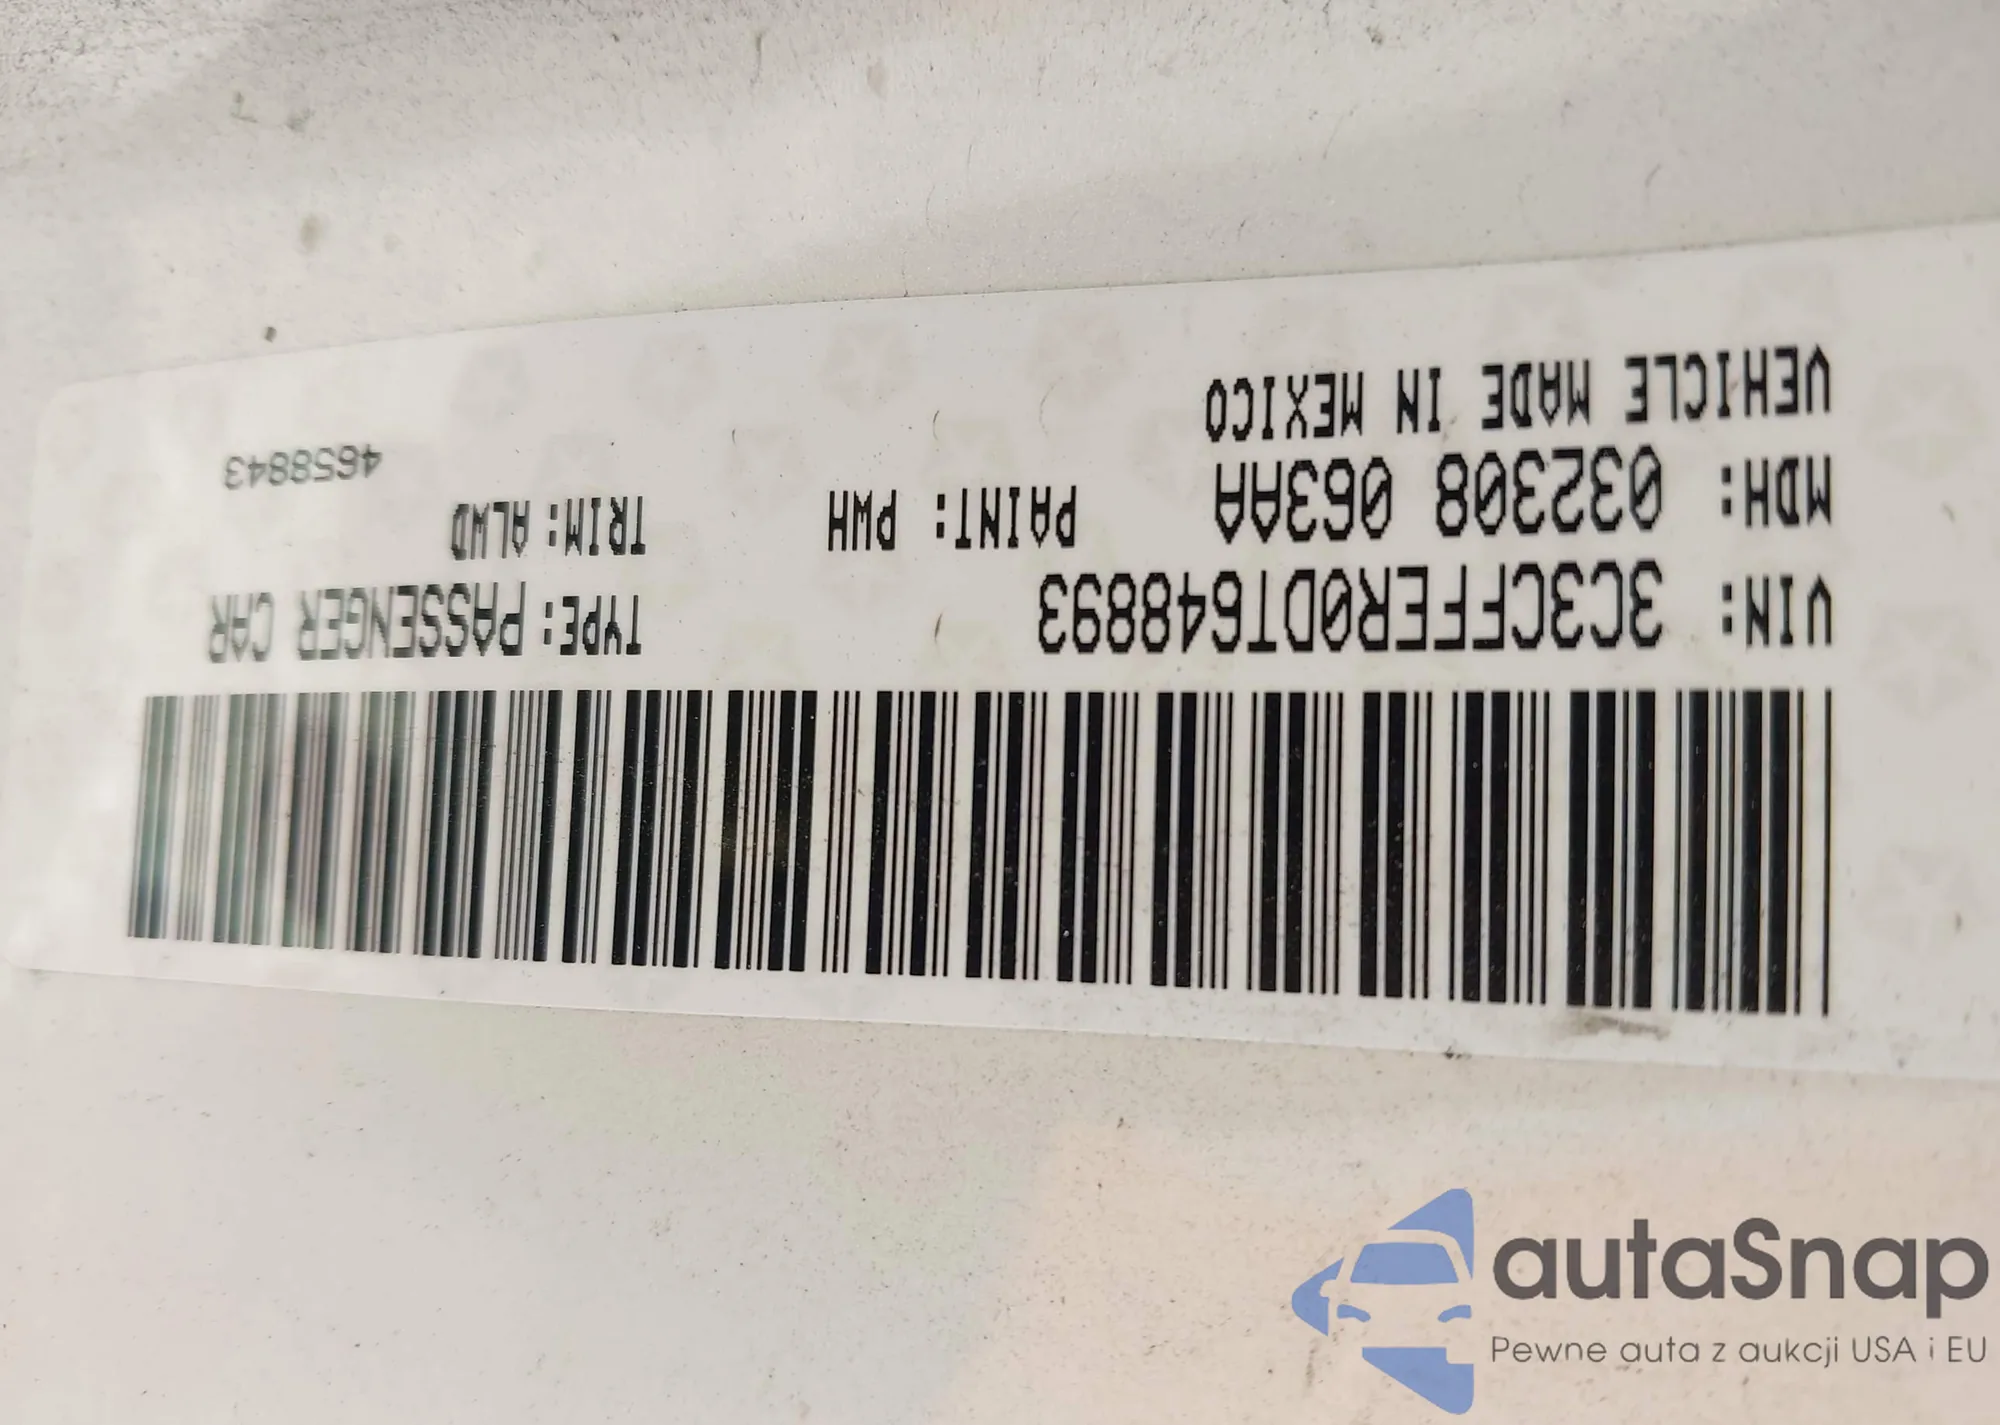 VIN: 3C3CFFER0DT648893 TYPE: PASSENGER CAR
MDH: 032308 063AA PAINT: PWH TRIM: ALWD
VEHICLE MADE IN MEXICO 4658843
autaSnap
Pewne auta z aukcji USA i EU